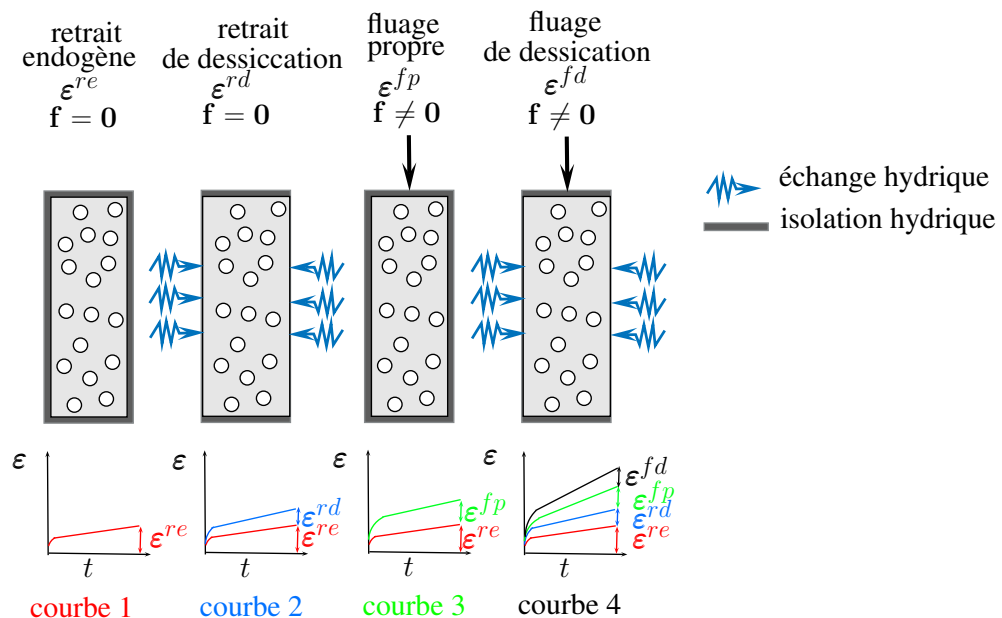 retrait
endogène
ε^{re}
f = 0
retrait
de dessiccation
ε^{rd}
f = 0
fluage
propre
ε^{fp}
f ≠ 0
fluage
de dessication
ε^{fd}
f ≠ 0
échange hydrique
isolation hydrique
ε
ε^{re}
t
courbe 1
ε
ε^{rd}
ε^{re}
t
courbe 2
ε
ε^{fp}
ε^{re}
t
courbe 3
ε
ε^{fd}
ε^{fp}
ε^{rd}
ε^{re}
t
courbe 4